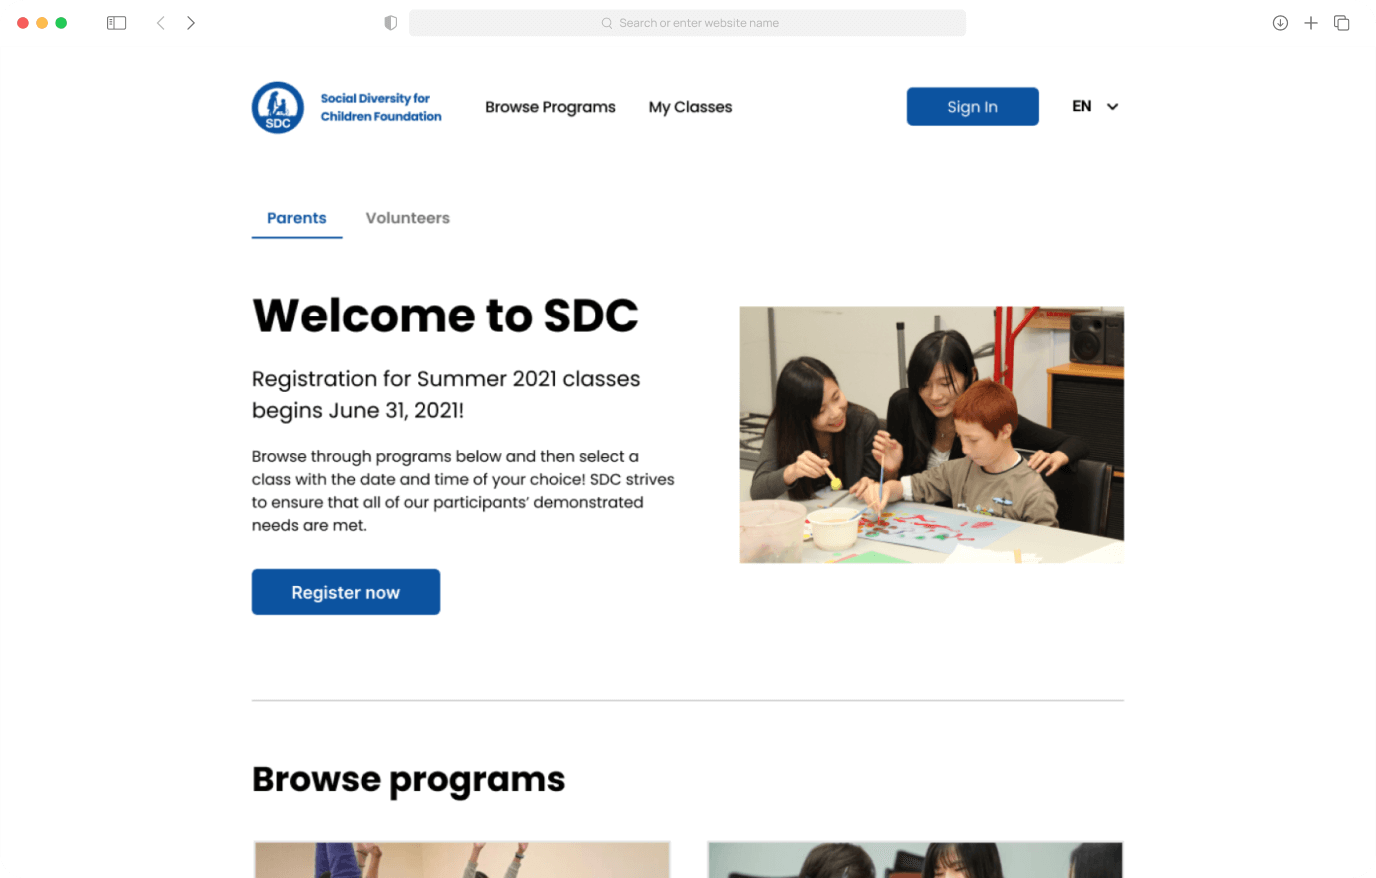 Search or enter website name
SDC
Social Diversity for
Children Foundation
Browse Programs
My Classes
Sign In
EN
Parents
Volunteers
Welcome to SDC
Registration for Summer 2021 classes
begins June 31, 2021!
Browse through programs below and then select a
class with the date and time of your choice! SDC strives
to ensure that all of our participants’ demonstrated
needs are met.
Register now
Browse programs